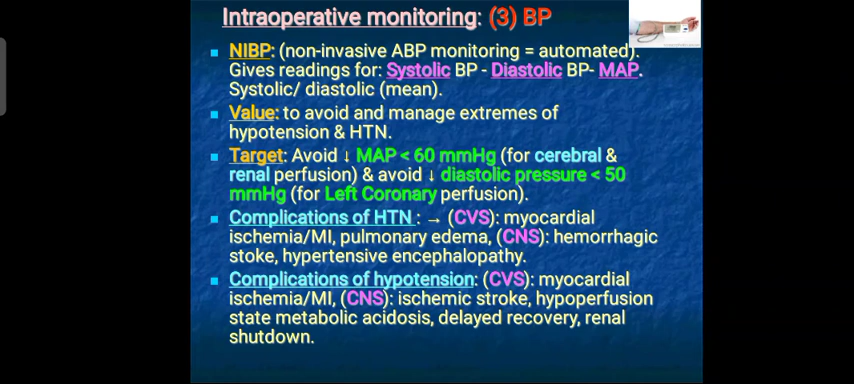 Intraoperative monitoring: (3) BP
NIBP: (non-invasive ABP monitoring = automated).
Gives readings for: Systolic BP - Diastolic BP- MAP.
Systolic/ diastolic (mean).
Value: to avoid and manage extremes of
hypotension & HTN.
Target: Avoid ↓ MAP < 60 mmHg (for cerebral &
renal perfusion) & avoid ↓ diastolic pressure < 50
mmHg (for Left Coronary perfusion).
Complications of HTN : → (CVS): myocardial
ischemia/MI, pulmonary edema, (CNS): hemorrhagic
stoke, hypertensive encephalopathy.
Complications of hypotension: (CVS): myocardial
ischemia/MI, (CNS): ischemic stroke, hypoperfusion
state metabolic acidosis, delayed recovery, renal
shutdown.